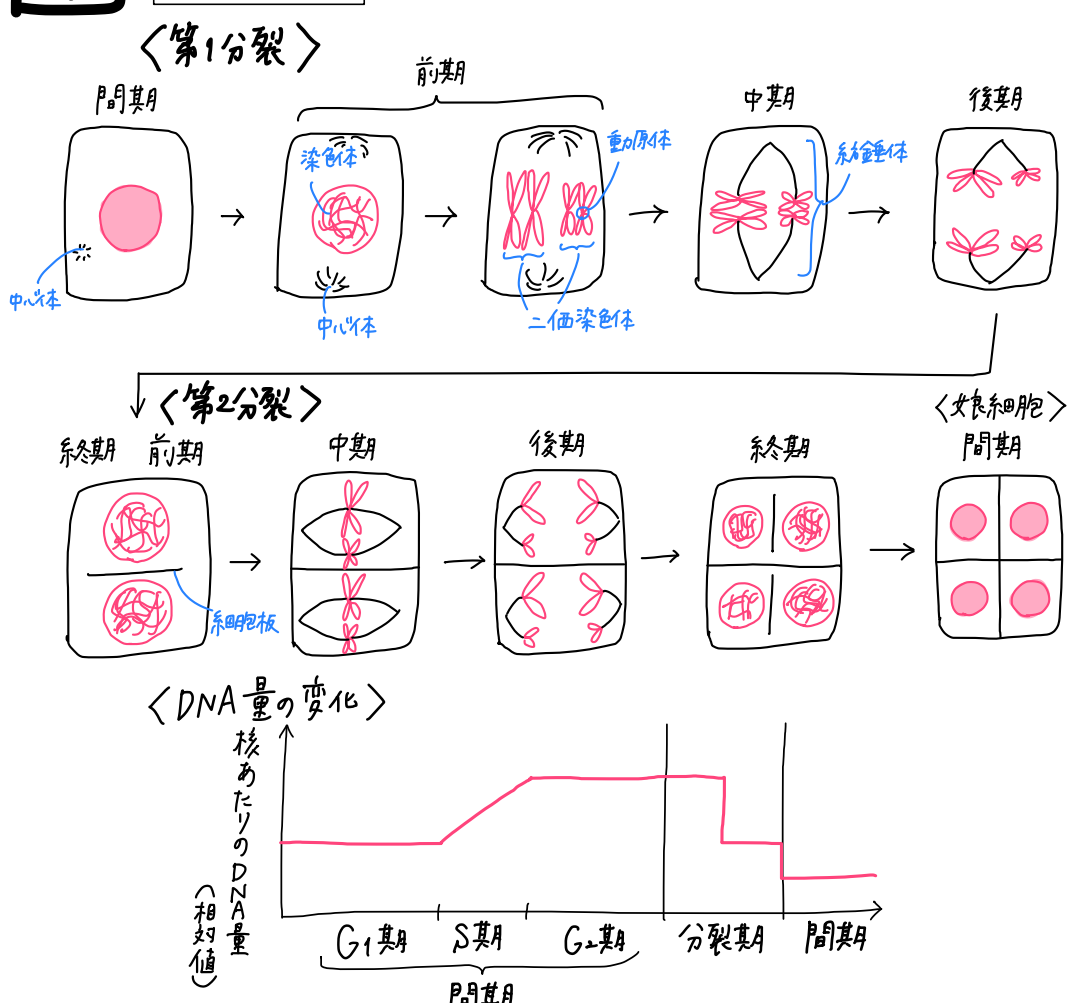 〈第1分裂〉
間期
前期
中期
後期
染色体
動原体
紡錘体
中心体
中心体
二価染色体
〈第2分裂〉
〈娘細胞〉
終期 前期
中期
後期
終期
間期
細胞板
〈DNA量の変化〉
核あたりのDNA量
(相対値)
G1期
S期
G2期
分裂期
間期
間期